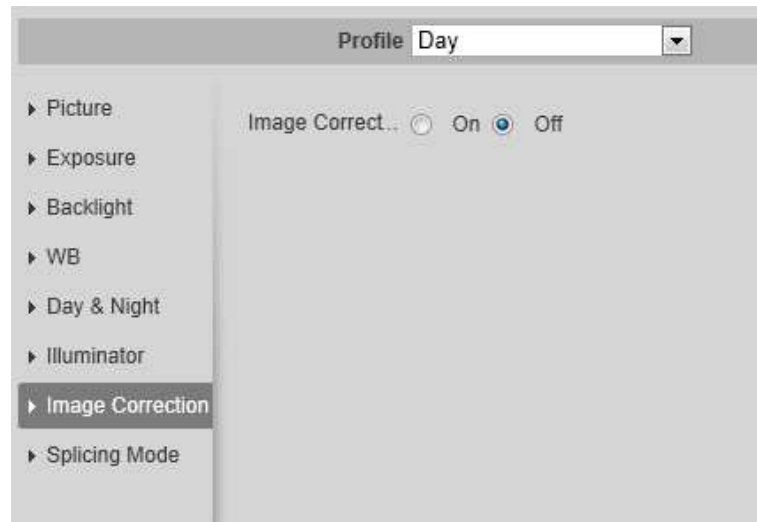 Profile Day
Picture
Image Correct... On Off
Exposure
Backlight
WB
Day & Night
Illuminator
Image Correction
Splicing Mode